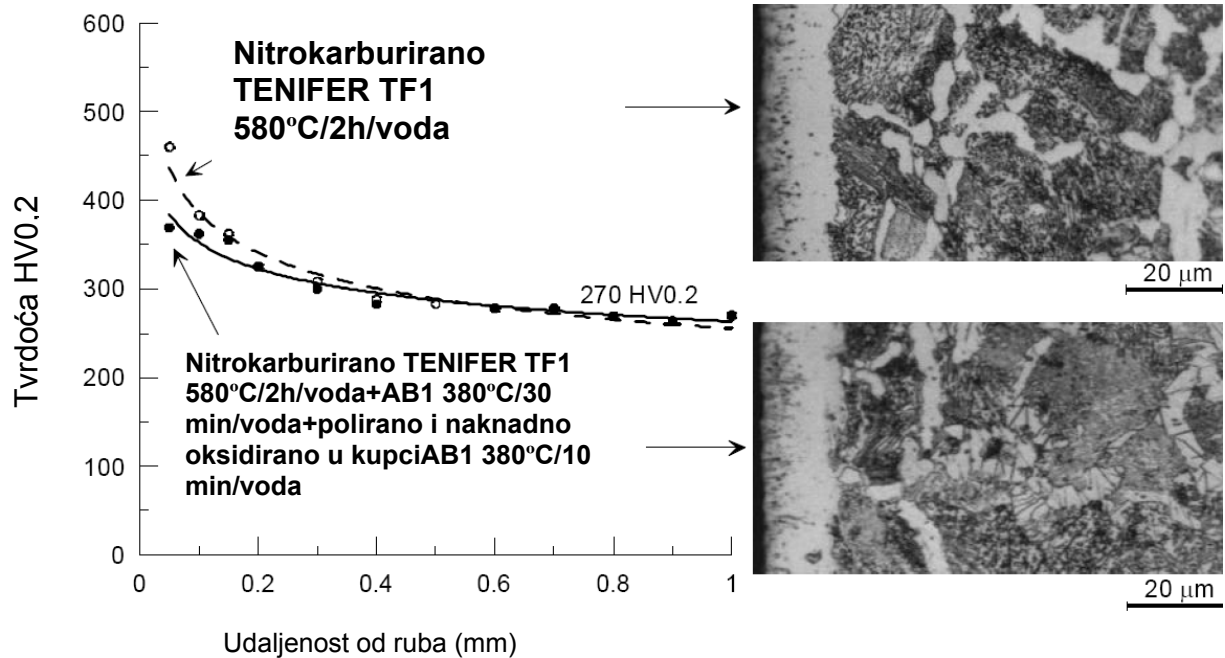 Tvrdoća HV0.2
600
500
400
300
200
100
0
Nitrokarburirano
TENIFER TF1
580ºC/2h/voda
270 HV0.2
Nitrokarburirano TENIFER TF1
580ºC/2h/voda+AB1 380ºC/30
min/voda+polirano i naknadno
oksidirano u kupciAB1 380ºC/10
min/voda
0 0.2 0.4 0.6 0.8 1
Udaljenost od ruba (mm)
20 μm
20 μm